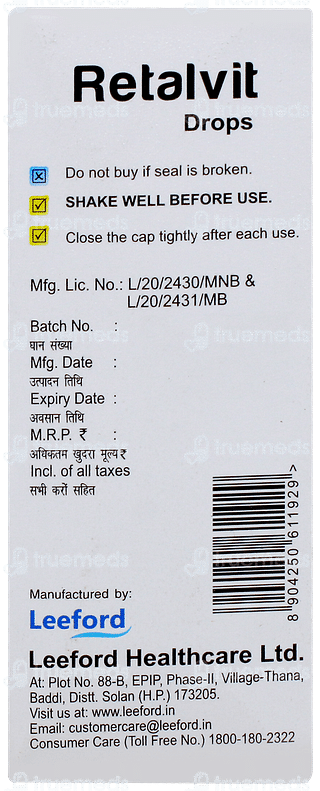 Retalvit
Drops
Do not buy if seal is broken.
SHAKE WELL BEFORE USE.
Close the cap tightly after each use.
Mfg. Lic. No.: L/20/2430/MNB &
L/20/2431/MB
Batch No. :
घान संख्या
Mfg. Date :
उत्पादन तिथि
Expiry Date :
अवसान तिथि
M.R.P. ₹ :
अधिकतम खुदरा मूल्य ₹
Incl. of all taxes
सभी करों सहित
8 904250 611929 >
Manufactured by:
Leeford
Leeford Healthcare Ltd.
At: Plot No. 88-B, EPIP, Phase-II, Village-Thana,
Baddi, Distt. Solan (H.P.) 173205.
Visit us at: www.leeford.in
Email: customercare@leeford.in
Consumer Care (Toll Free No.) 1800-180-2322
truemeds